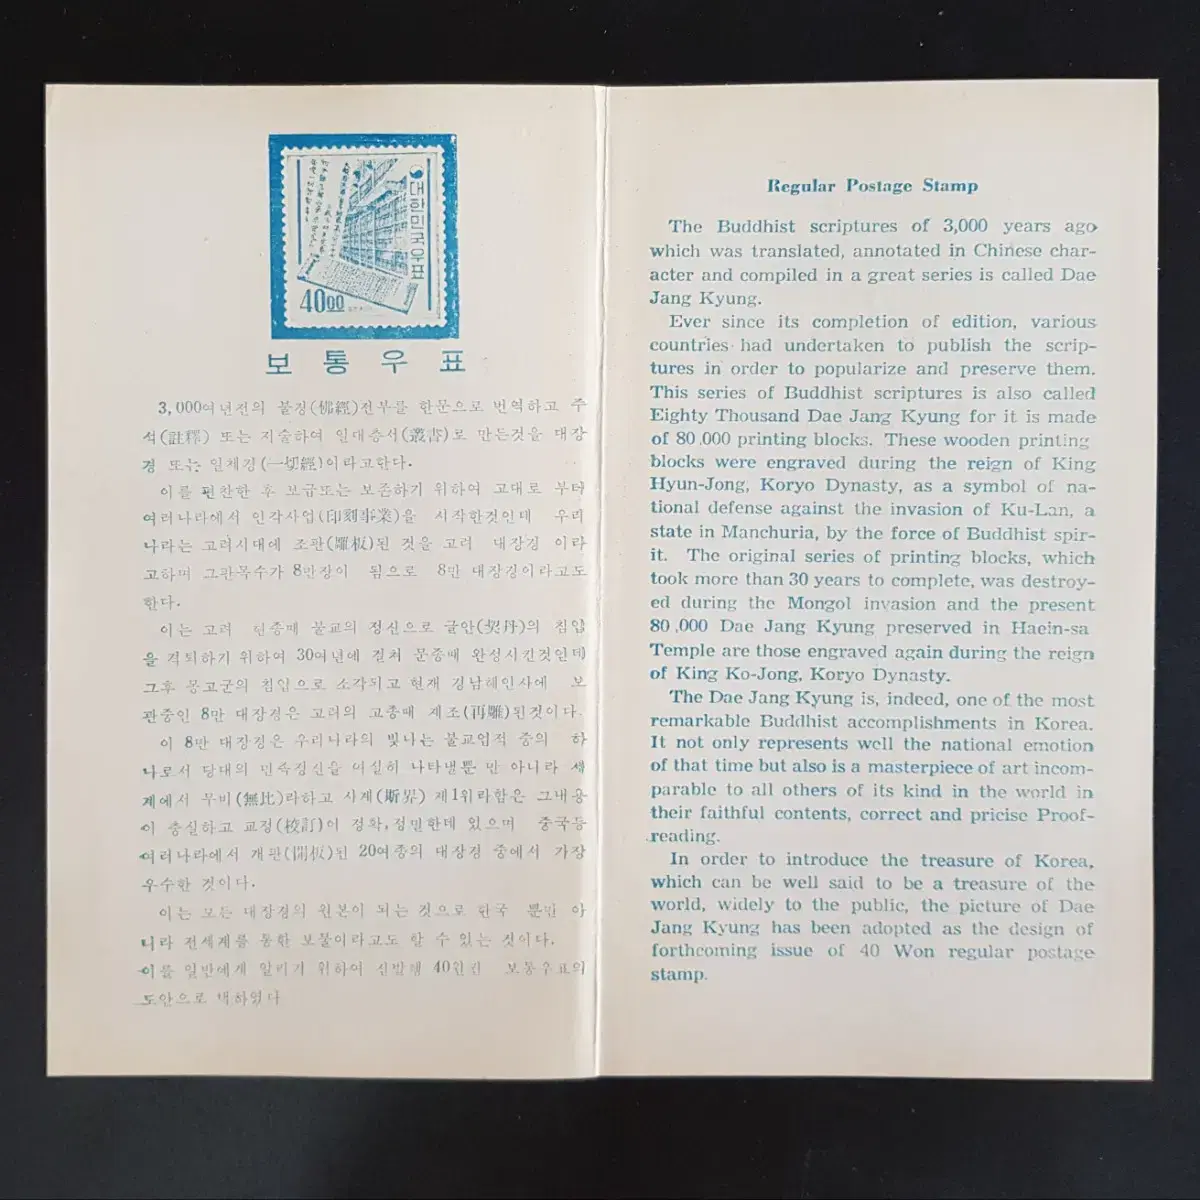 대한민국우표
40 00
보통우표
3,000여년전의 불경(佛經)전부를 한문으로 번역하고 주
석(註釋) 또는 저술하여 일대총서(叢書)로 만든것을 대장
경 또는 일체경(一切經)이라고한다.
이를 편찬한 후 보급또는 보존하기 위하여 고대로 부터
여러나라에서 인각사업(印刻事業)을 시작한것인데 우리
나라는 고려시대에 조판(彫板)된 것을 고려 대장경 이라
고하며 그판목수가 8만장이 됨으로 8만 대장경이라고도
한다.
이는 고려 현종때 불교의 정신으로 글안(契丹)의 침입
을 격퇴하기 위하여 30여년에 걸쳐 문종때 완성시킨것인데
그후 몽고군의 침입으로 소각되고 현재 경남해인사에 보
관중인 8만 대장경은 고려의 고종때 재조(再雕)된것이다.
이 8만 대장경은 우리나라의 빛나는 불교업적 중의 하
나로서 당대의 민족정신을 여실히 나타낼뿐 만 아니라 세
계에서 무비(無比)라하고 사계(斯界) 제1위라함은 그내용
이 충실하고 교정(校訂)이 정확,정밀한데 있으며 중국등
여러나라에서 개판(開板)된 20여종의 대장경 중에서 가장
우수한 것이다.
이는 모든 대장경의 원본이 되는 것으로 한국 뿐만 아
니라 전세계를 통한 보물이라고도 할 수 있는 것이다.
이를 일반에게 알리기 위하여 신발행 40원권 보통우표의
도안으로 택하였다
Regular Postage Stamp
The Buddhist scriptures of 3,000 years ago
which was translated, annotated in Chinese char-
acter and compiled in a great series is called Dae
Jang Kyung.
Ever since its completion of edition, various
countries had undertaken to publish the scrip-
tures in order to popularize and preserve them.
This series of Buddhist scriptures is also called
Eighty Thousand Dae Jang Kyung for it is made
of 80,000 printing blocks. These wooden printing
blocks were engraved during the reign of King
Hyun-Jong, Koryo Dynasty, as a symbol of na-
tional defense against the invasion of Ku-Lan, a
state in Manchuria, by the force of Buddhist spir-
it. The original series of printing blocks, which
took more than 30 years to complete, was destroy-
ed during the Mongol invasion and the present
80,000 Dae Jang Kyung preserved in Haein-sa
Temple are those engraved again during the reign
of King Ko-Jong, Koryo Dynasty.
The Dae Jang Kyung is, indeed, one of the most
remarkable Buddhist accomplishments in Korea.
It not only represents well the national emotion
of that time but also is a masterpiece of art incom-
parable to all others of its kind in the world in
their faithful contents, correct and pricise Proof-
reading.
In order to introduce the treasure of Korea,
which can be well said to be a treasure of the
world, widely to the public, the picture of Dae
Jang Kyung has been adopted as the design of
forthcoming issue of 40 Won regular postage
stamp.